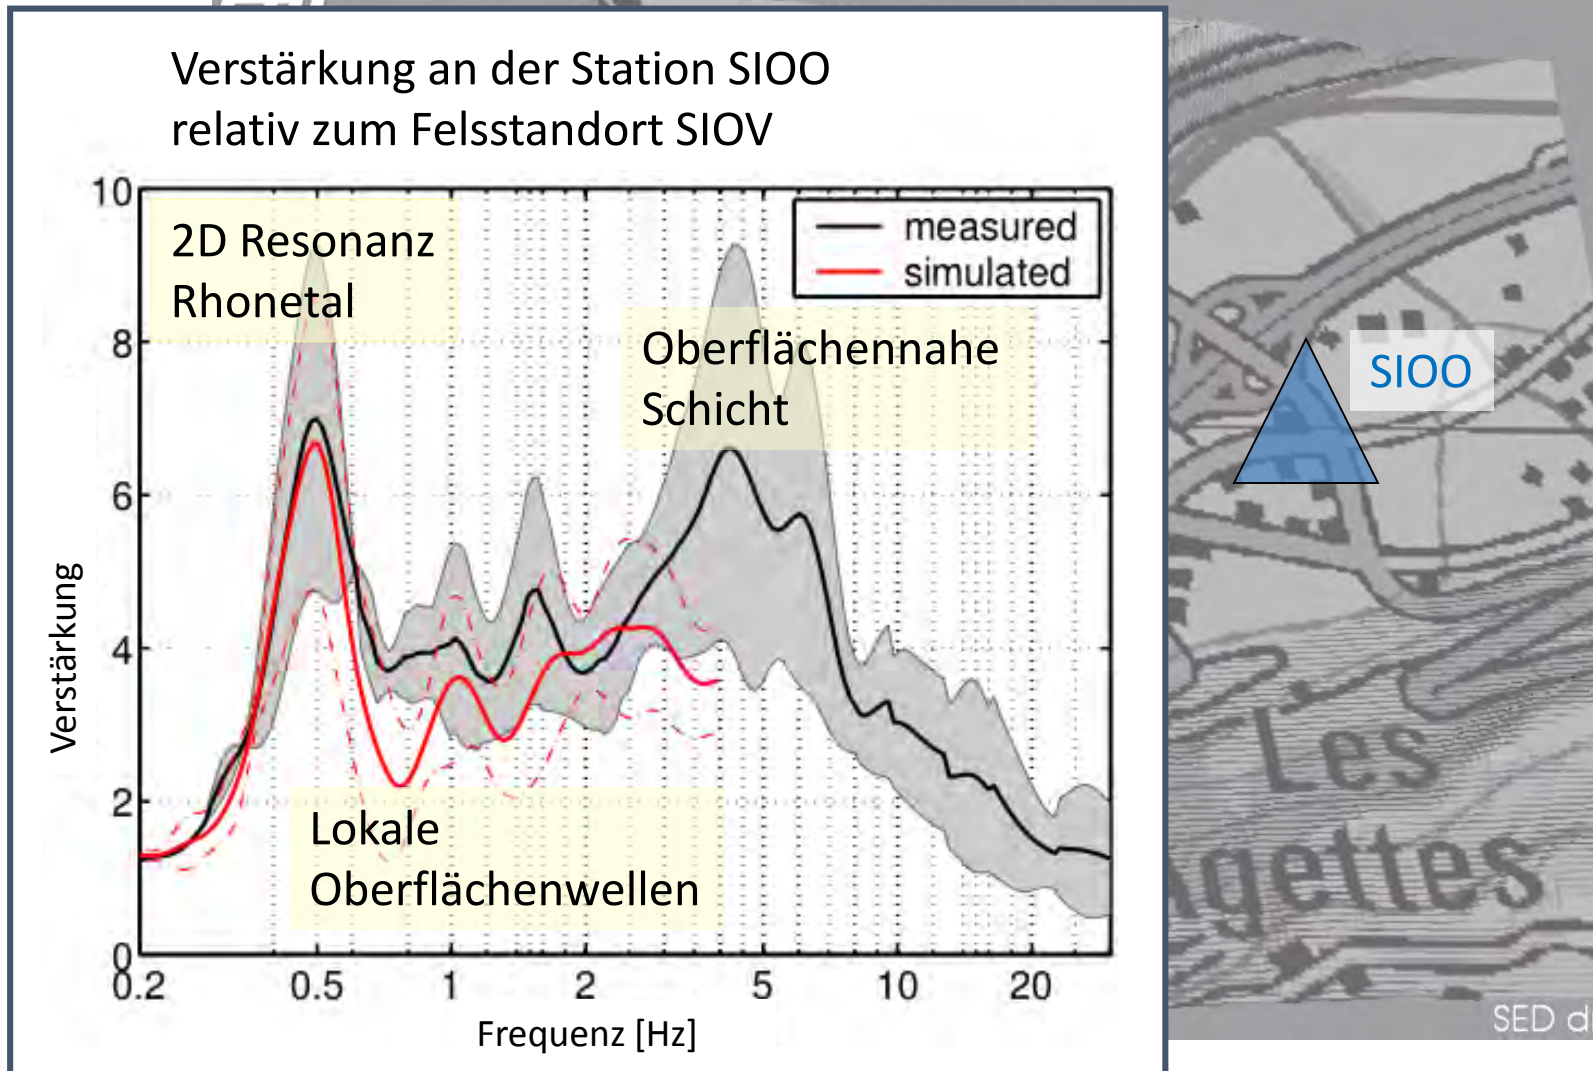 Verstärkung an der Station SIOO
relativ zum Felsstandort SIOV
10
8
6
4
2
0
Verstärkung
2D Resonanz
Rhonetal
measured
simulated
Oberflächennahe
Schicht
Lokale
Oberflächenwellen
0.2 0.5 1 2 5 10 20
Frequenz [Hz]
SIOO
Les
Agettes
SED